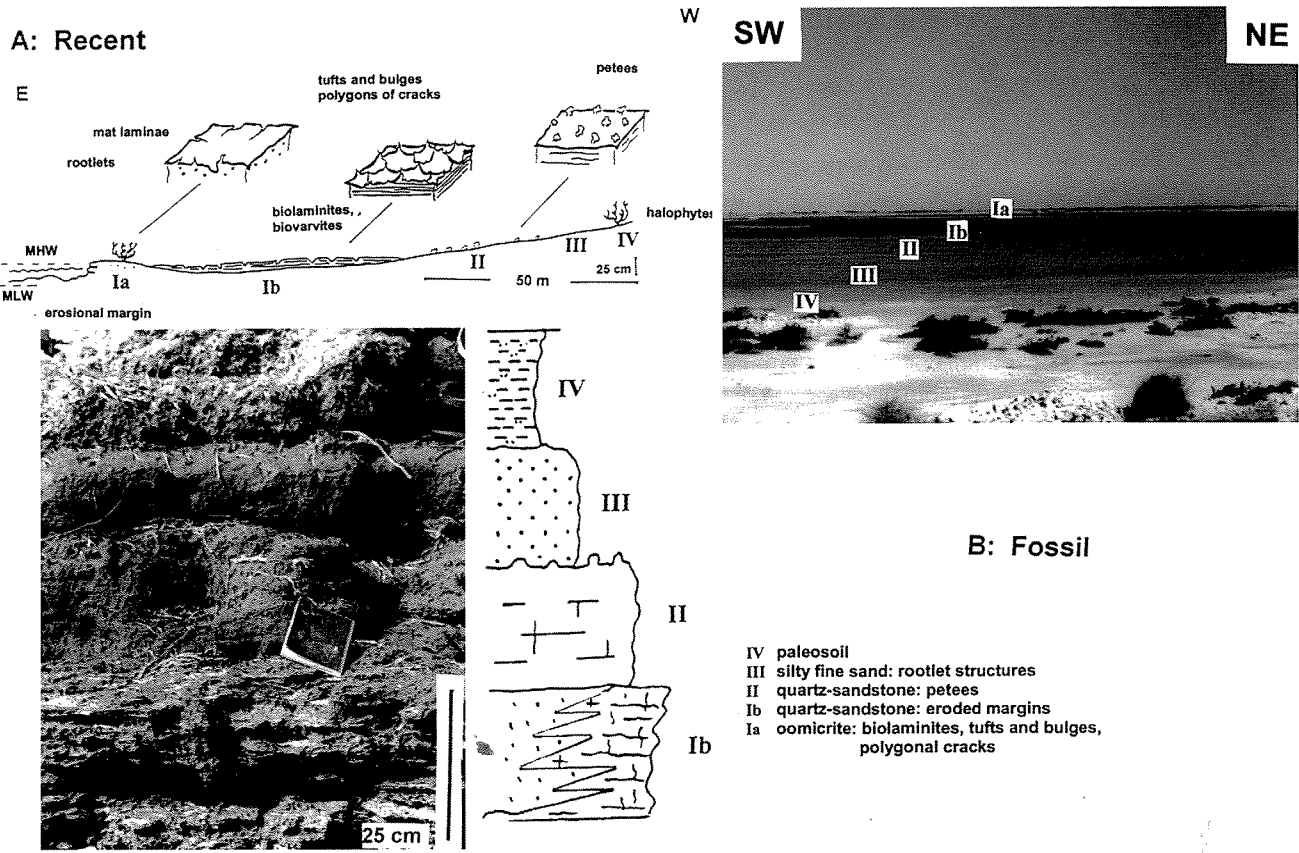 A: Recent
E
W
tufts and bulges
polygons of cracks
petees
mat laminae
rootlets
biolaminites, ,
biovarvites
halophytes
MHW
MLW
Ia
Ib
II
III
IV
50 m
25 cm
erosional margin
SW
NE
Ia
Ib
II
III
IV
IV
III
II
Ib
25 cm
B: Fossil
IV paleosoil
III silty fine sand: rootlet structures
II quartz-sandstone: petees
Ib quartz-sandstone: eroded margins
Ia oomicrite: biolaminites, tufts and bulges,
polygonal cracks